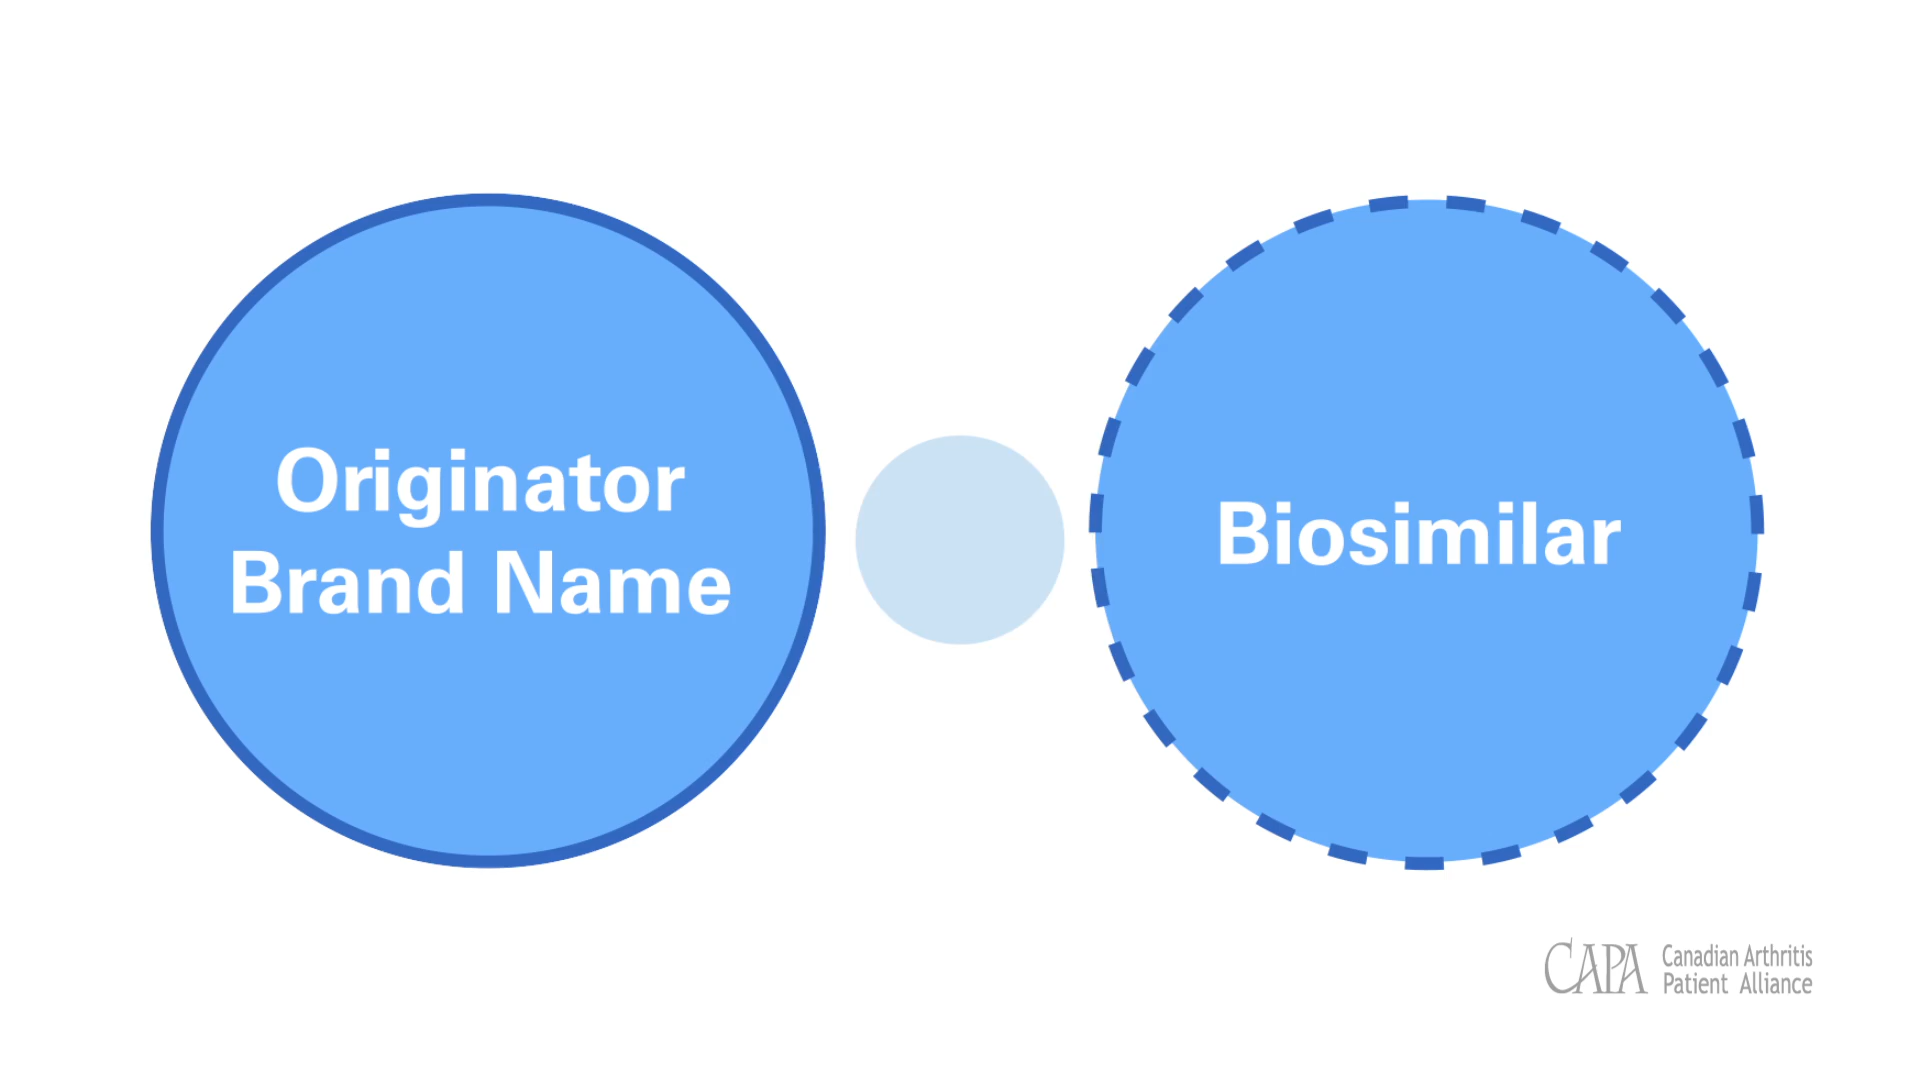 Originator
Brand Name
Biosimilar
CAPA Canadian Arthritis
Patient Alliance